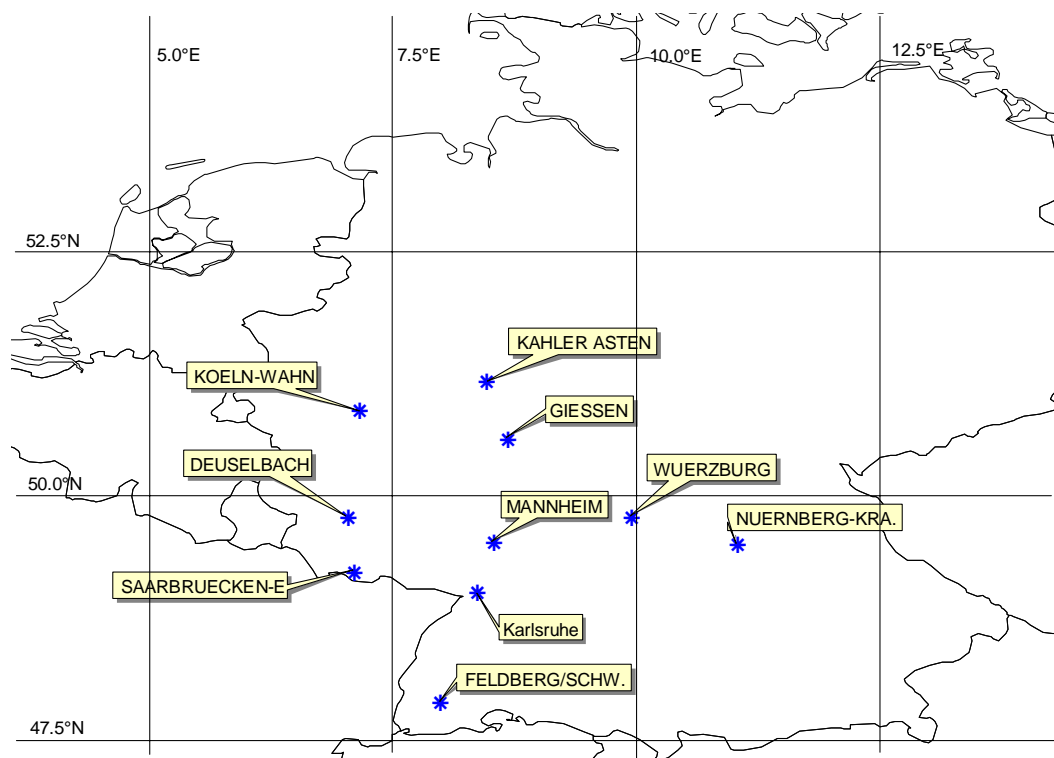 5.0°E
7.5°E
10.0°E
12.5°E
52.5°N
KAHLER ASTEN
KOELN-WAHN
GIESSEN
DEUSELBACH
WUERZBURG
50.0°N
MANNHEIM
NUERNBERG-KRA.
SAARBRUECKEN-E
Karlsruhe
FELDBERG/SCHW.
47.5°N